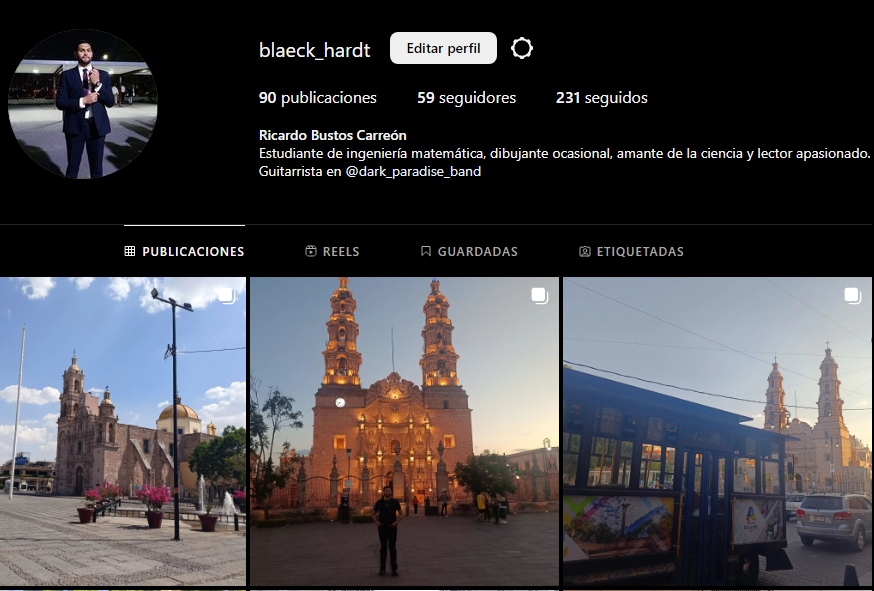 blaeck_hardt Editar perfil
90 publicaciones 59 seguidores 231 seguidos
Ricardo Bustos Carreón
Estudiante de ingeniería matemática, dibujante ocasional, amante de la ciencia y lector apasionado.
Guitarrista en @dark_paradise_band
PUBLICACIONES REELS GUARDADAS ETIQUETADAS